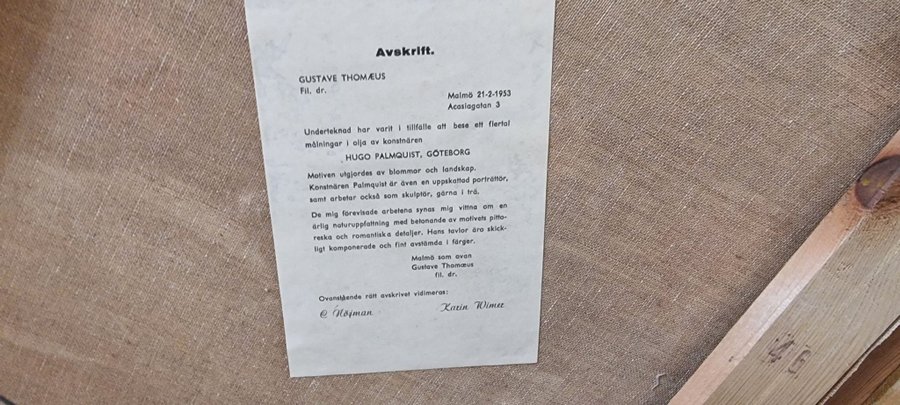 Avskrift.
GUSTAVE THOMÆUS
Fil. dr.
Malmö 21-2-1953
Acasiagatan 3
Undertecknad har varit i tillfälle att bese ett flertal
målningar i olja av konstnären
HUGO PALMQUIST, GÖTEBORG
Motiven utgjordes av blommor och landskap.
Konstnären Palmquist är även en uppskattad porträttör,
samt arbetar också som skulptör, gärna i trä.
De mig förevisade arbetena synas mig vittna om en
ärlig naturuppfattning med betonande av motivets pitto-
reska och romantiska detaljer. Hans tavlor äro skick-
ligt komponerade och fint avstämda i färger.
Malmö som ovan
Gustave Thomæus
fil. dr.
Ovanstående rätt avskrivet vidimeras:
Karin Wimer